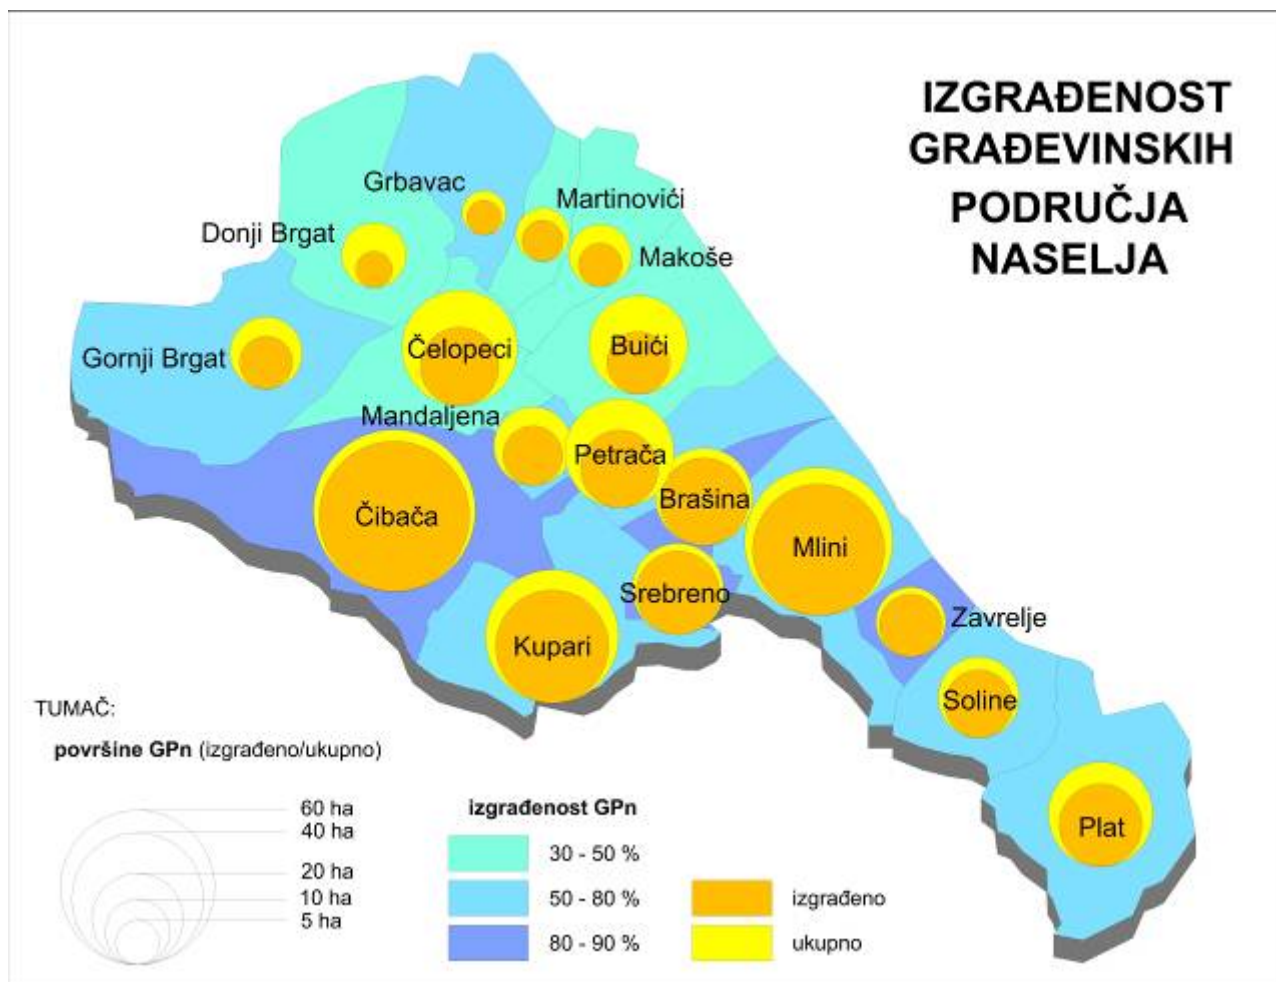 IZGRAĐENOST
GRAĐEVINSKIH
PODRUČJA
NASELJA
Grbavac
Martinovići
Donji Brgat
Makoše
Gornji Brgat
Čelopeci
Buići
Mandaljena
Petrača
Brašina
Čibača
Mlini
Srebreno
Zavrelje
Kupari
Soline
Plat
TUMAČ:
površine GPn (izgrađeno/ukupno)
60 ha
40 ha
20 ha
10 ha
5 ha
izgrađenost GPn
30 - 50 %
50 - 80 %
80 - 90 %
izgrađeno
ukupno